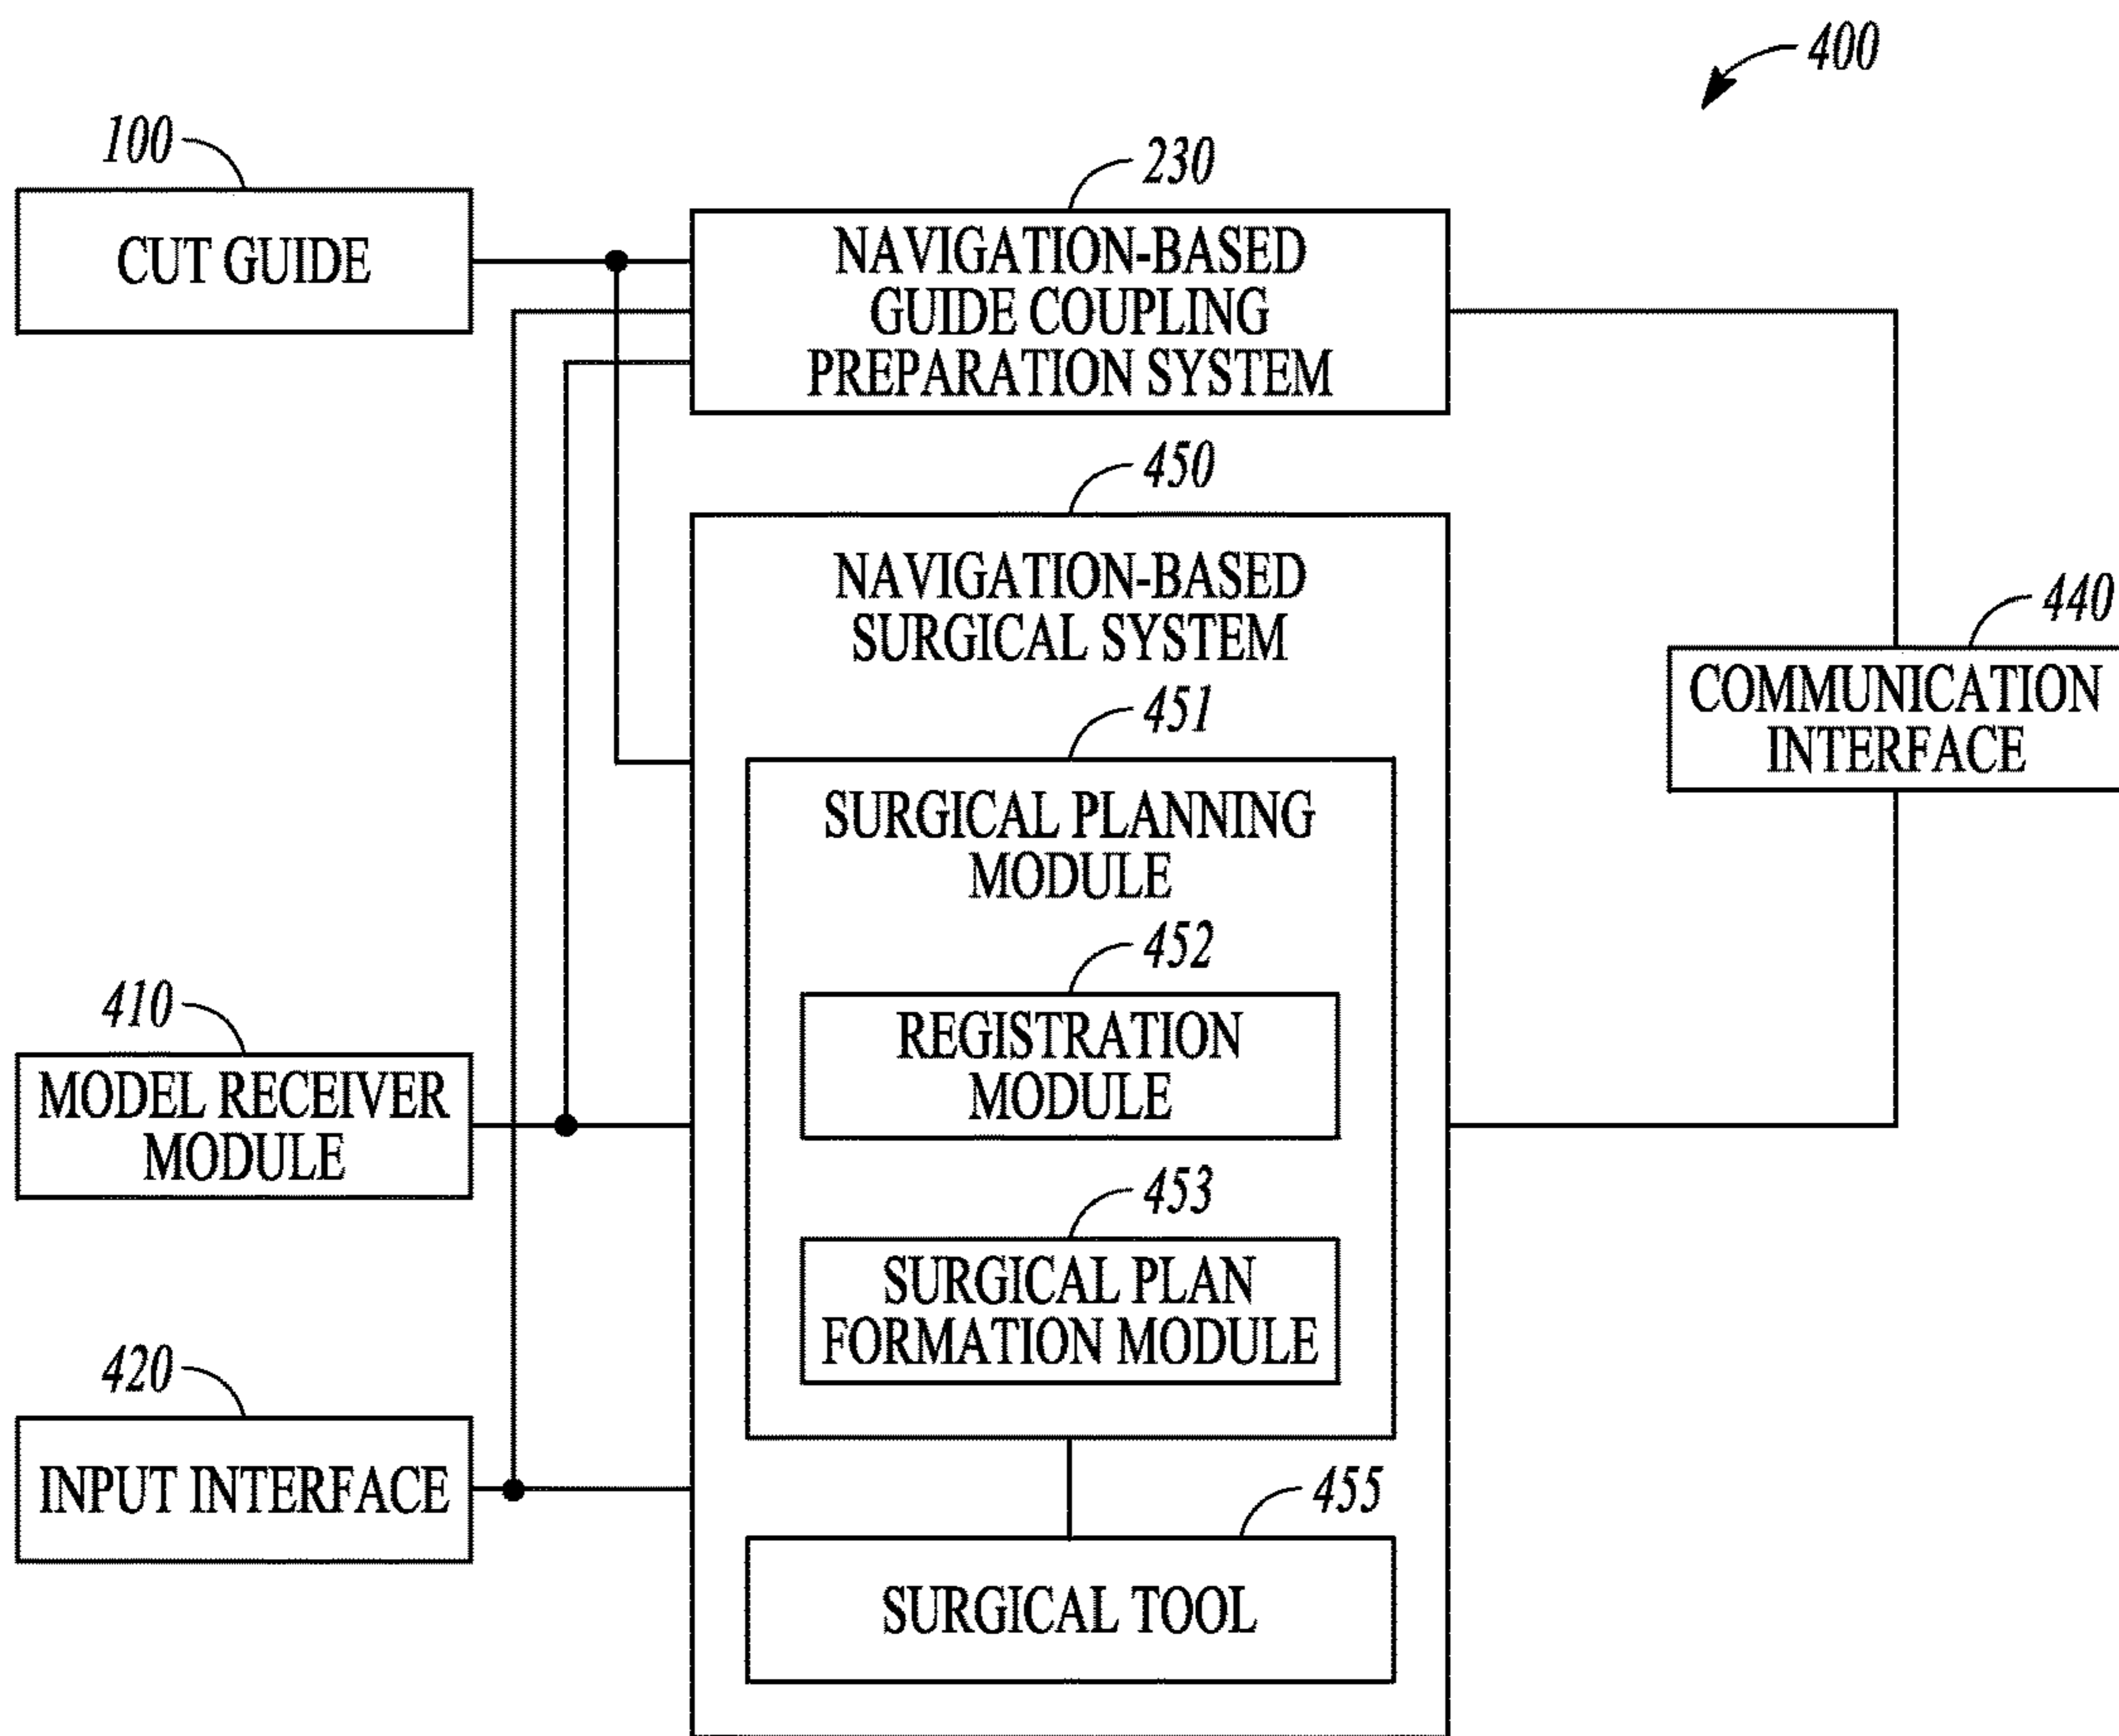 400
100
CUT GUIDE
230
NAVIGATION-BASED
GUIDE COUPLING
PREPARATION SYSTEM
450
NAVIGATION-BASED
SURGICAL SYSTEM
440
COMMUNICATION
INTERFACE
451
SURGICAL PLANNING
MODULE
452
REGISTRATION
MODULE
410
MODEL RECEIVER
MODULE
453
SURGICAL PLAN
FORMATION MODULE
420
INPUT INTERFACE
455
SURGICAL TOOL